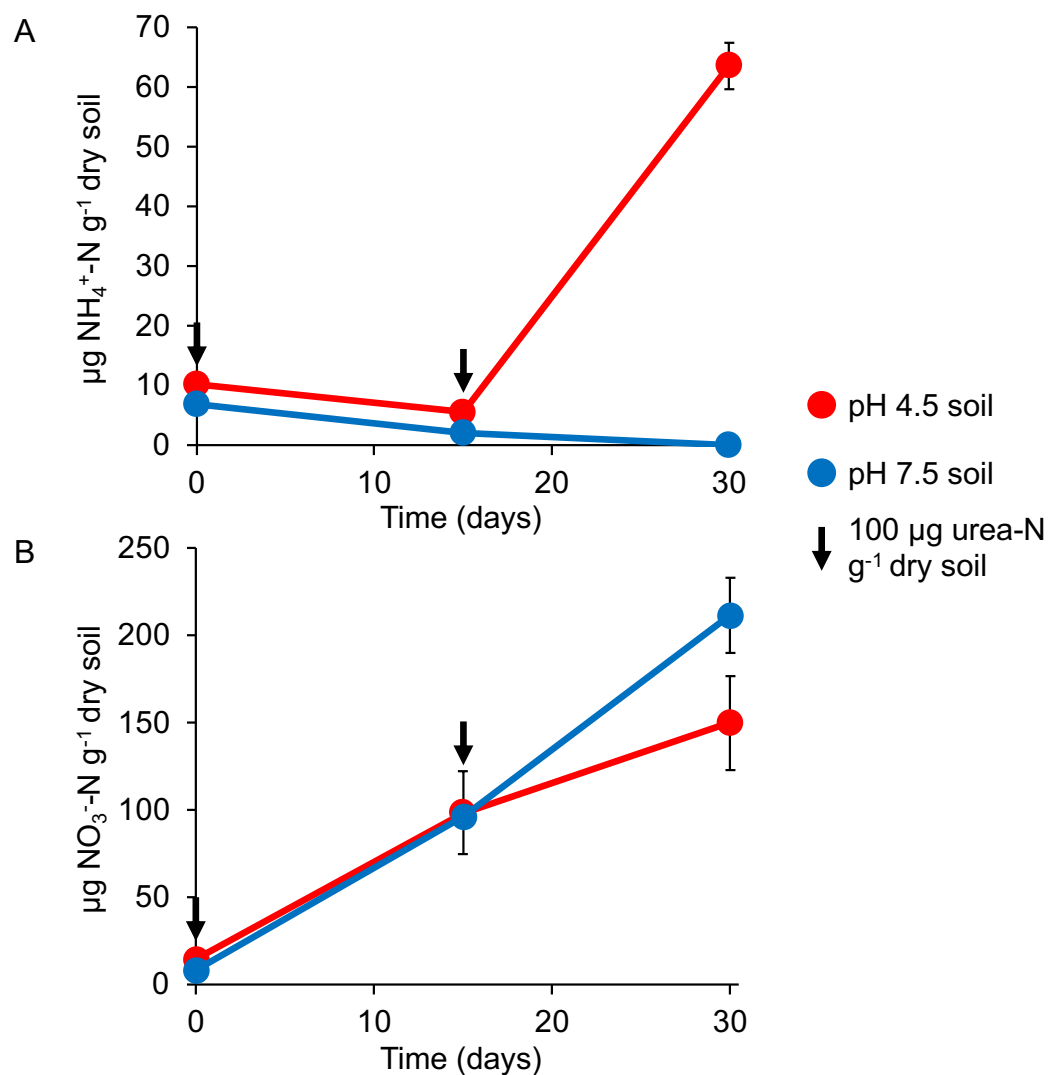 A
70
60
50
40
30
20
10
0
µg NH₄⁺-N g⁻¹ dry soil
0 10 20 30
Time (days)
B
250
200
150
100
50
0
µg NO₃⁻-N g⁻¹ dry soil
0 10 20 30
Time (days)
pH 4.5 soil
pH 7.5 soil
100 µg urea-N
g⁻¹ dry soil